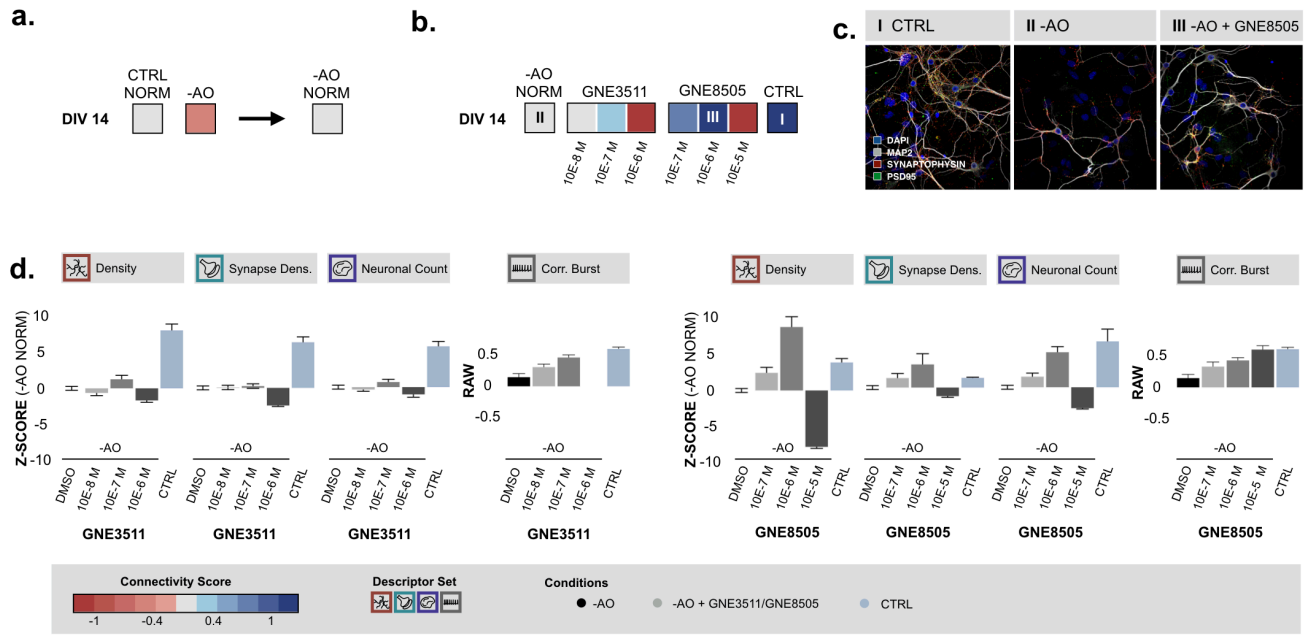 a.
CTRL
NORM
-AO
-AO
NORM
DIV 14
b.
-AO
NORM
GNE3511
GNE8505
CTRL
DIV 14
II
III
I
10E-8 M
10E-7 M
10E-6 M
10E-7 M
10E-6 M
10E-5 M
c.
I CTRL
II -AO
III -AO + GNE8505
DAPI
MAP2
SYNAPTOPHYSIN
PSD95
d.
Density
Synapse Dens.
Neuronal Count
Corr. Burst
Z-SCORE (-AO NORM)
10
5
0
-5
-10
RAW
0.5
0
-0.5
-AO
-AO
-AO
-AO
DMSO
10E-8 M
10E-7 M
10E-6 M
CTRL
DMSO
10E-8 M
10E-7 M
10E-6 M
CTRL
DMSO
10E-8 M
10E-7 M
10E-6 M
CTRL
DMSO
10E-8 M
10E-7 M
10E-6 M
CTRL
GNE3511
GNE3511
GNE3511
GNE3511
Density
Synapse Dens.
Neuronal Count
Corr. Burst
Z-SCORE (-AO NORM)
10
5
0
-5
-10
RAW
0.5
0
-0.5
-AO
-AO
-AO
-AO
DMSO
10E-7 M
10E-6 M
10E-5 M
CTRL
DMSO
10E-7 M
10E-6 M
10E-5 M
CTRL
DMSO
10E-7 M
10E-6 M
10E-5 M
CTRL
DMSO
10E-7 M
10E-6 M
10E-5 M
CTRL
GNE8505
GNE8505
GNE8505
GNE8505
Connectivity Score
-1
-0.4
0.4
1
Descriptor Set
Conditions
-AO
-AO + GNE3511/GNE8505
CTRL